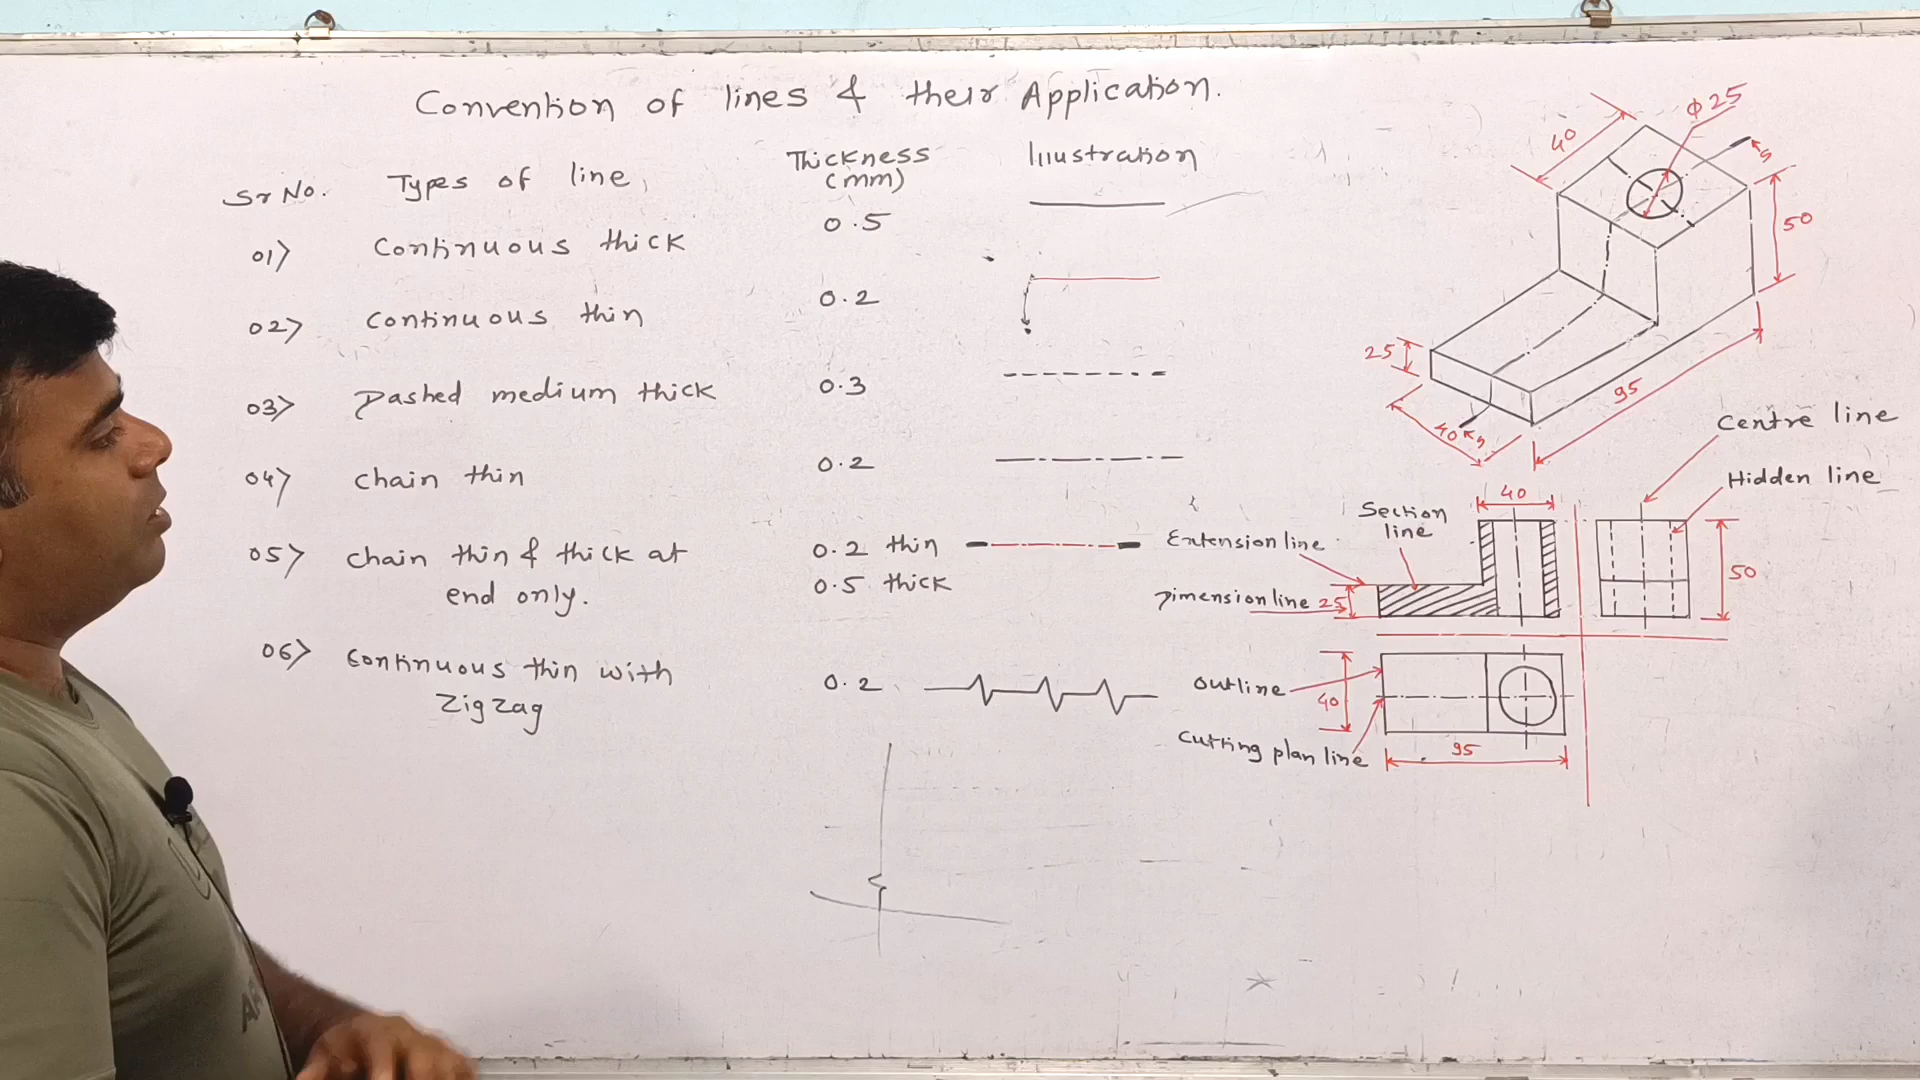 Convention of lines & their Application.
Sr No. Types of line, Thickness (mm) Illustration
01) Continuous thick 0.5
02) Continuous thin 0.2
03) Dashed medium thick 0.3
04) chain thin 0.2
05) chain thin & thick at end only. 0.2 thin 0.5 thick
06) continuous thin with Zigzag 0.2
40
Φ25
50
25
95
40
Centre line
Hidden line
40
Section line
Extension line
50
Dimension line 25
Outline
40
Cutting plan line
95